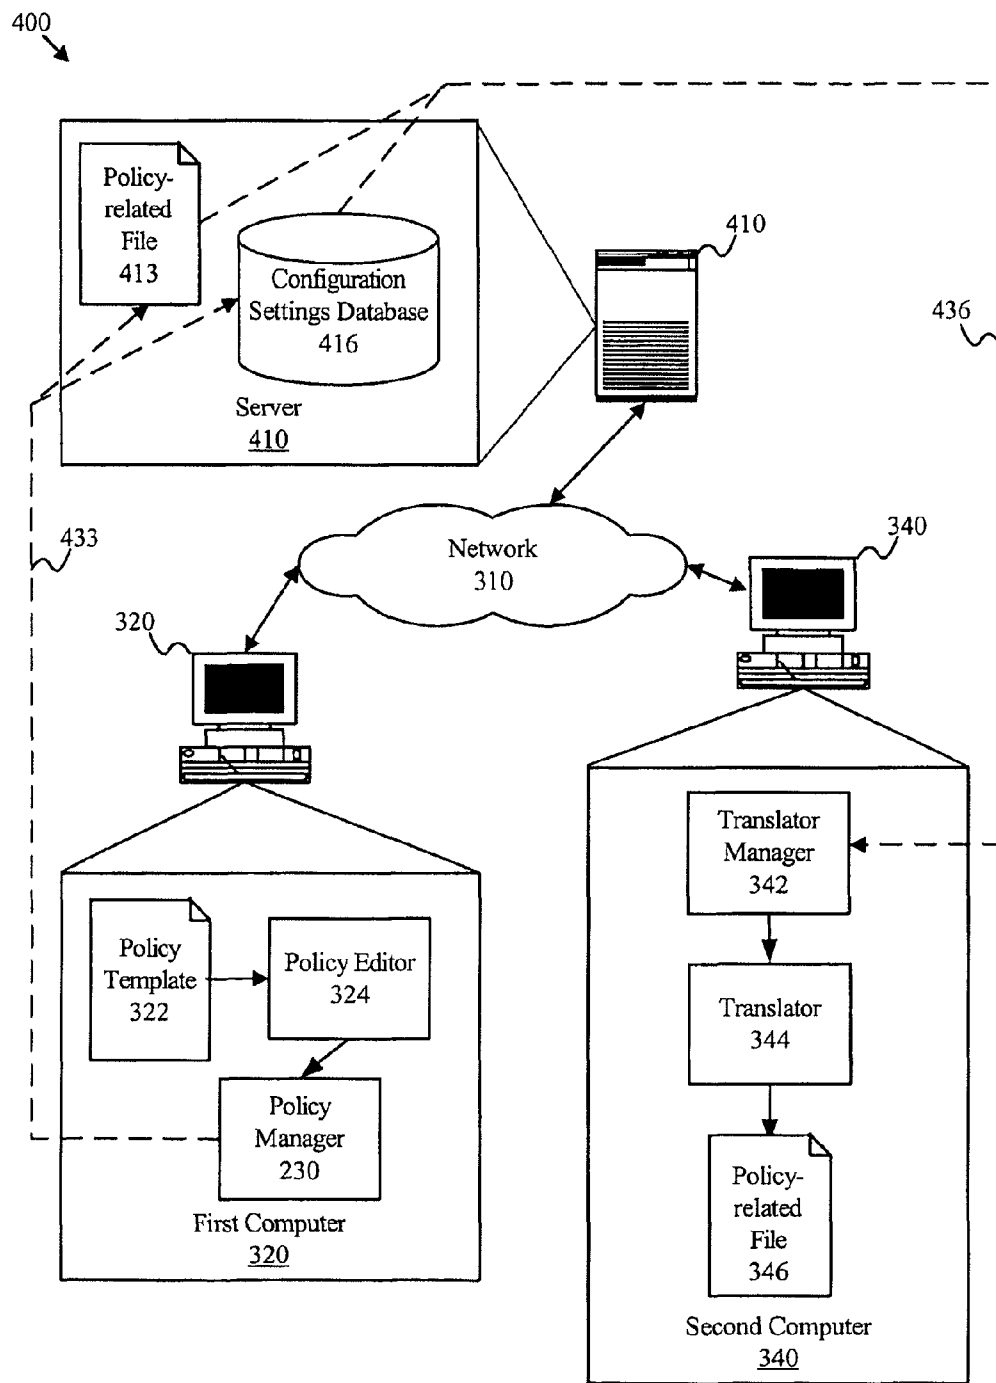 400
Policy-
related
File
413
Configuration
Settings Database
416
Server
410
410
436
433
Network
310
340
320
Policy
Template
322
Policy Editor
324
Policy
Manager
230
First Computer
320
Translator
Manager
342
Translator
344
Policy-
related
File
346
Second Computer
340